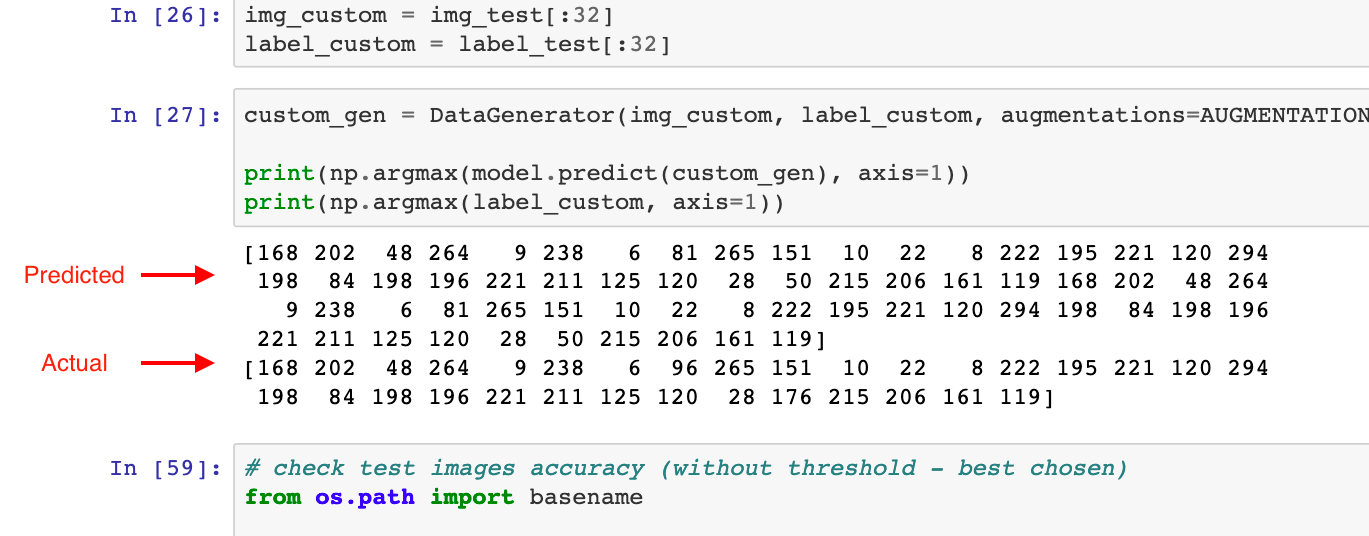 In [26]: img_custom = img_test[:32]
label_custom = label_test[:32]
In [27]: custom_gen = DataGenerator(img_custom, label_custom, augmentations=AUGMENTATION
print(np.argmax(model.predict(custom_gen), axis=1))
print(np.argmax(label_custom, axis=1))
[168 202 48 264 9 238 6 81 265 151 10 22 8 222 195 221 120 294
Predicted 198 84 198 196 221 211 125 120 28 50 215 206 161 119 168 202 48 264
9 238 6 81 265 151 10 22 8 222 195 221 120 294 198 84 198 196
221 211 125 120 28 50 215 206 161 119]
Actual [168 202 48 264 9 238 6 96 265 151 10 22 8 222 195 221 120 294
198 84 198 196 221 211 125 120 28 176 215 206 161 119]
In [59]: # check test images accuracy (without threshold - best chosen)
from os.path import basename